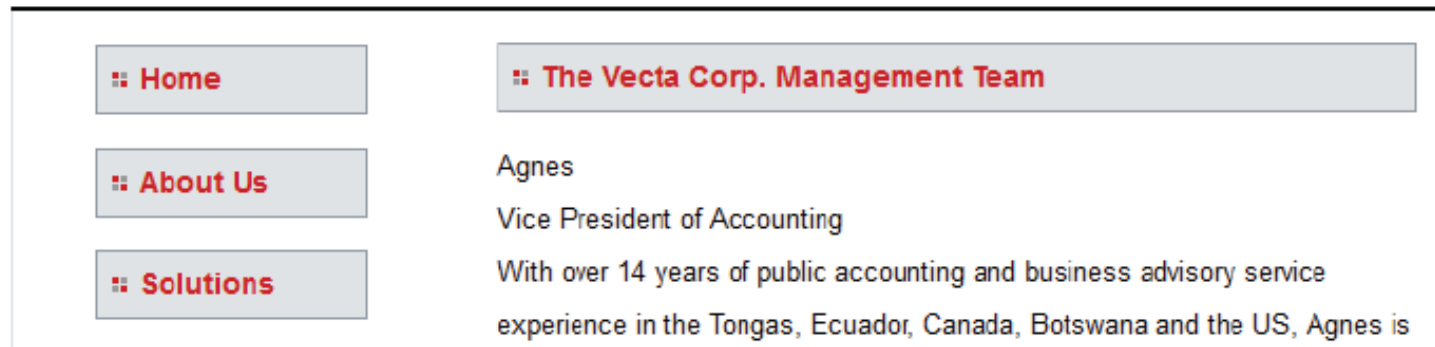 Home
The Vecta Corp. Management Team
About Us
Solutions
Agnes
Vice President of Accounting
With over 14 years of public accounting and business advisory service
experience in the Tongas, Ecuador, Canada, Botswana and the US, Agnes is